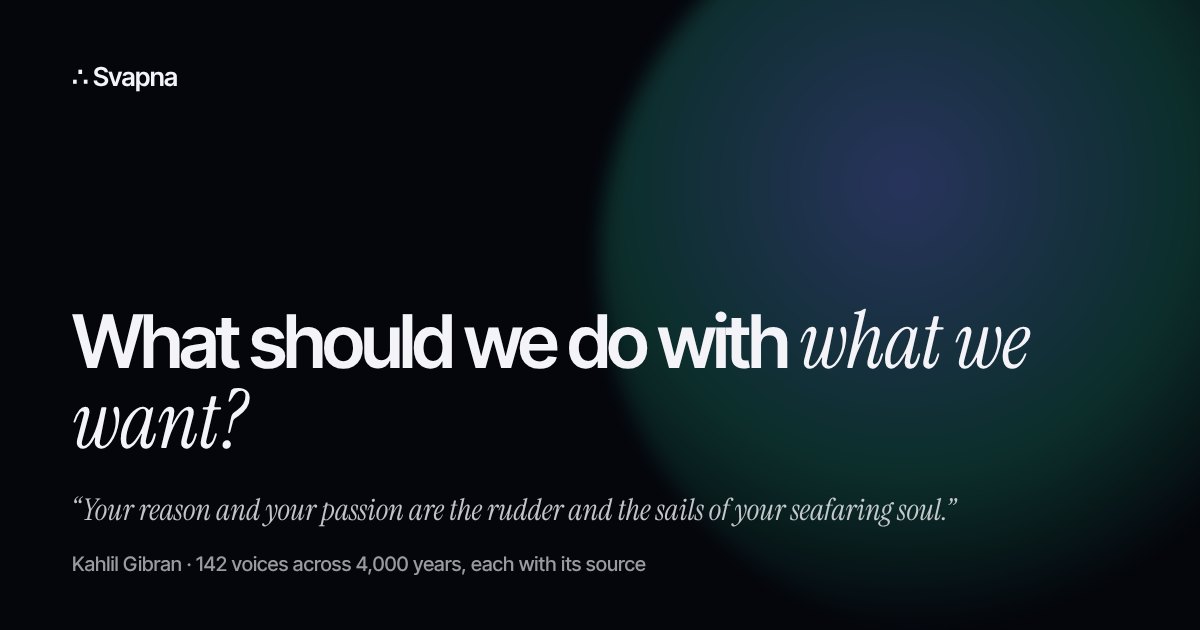 ∴ Svapna
What should we do with what we
want?
“Your reason and your passion are the rudder and the sails of your seafaring soul.”
Kahlil Gibran · 142 voices across 4,000 years, each with its source